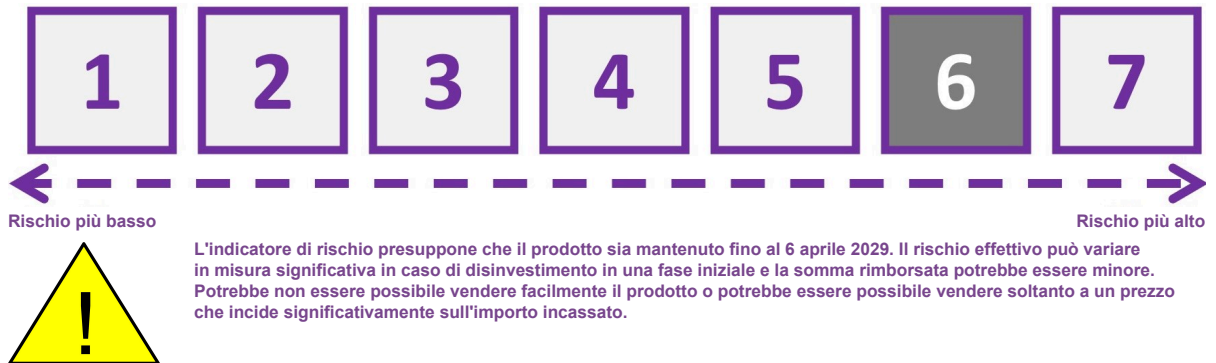 1 2 3 4 5 6 7
Rischio più basso Rischio più alto
L'indicatore di rischio presuppone che il prodotto sia mantenuto fino al 6 aprile 2029. Il rischio effettivo può variare
in misura significativa in caso di disinvestimento in una fase iniziale e la somma rimborsata potrebbe essere minore.
Potrebbe non essere possibile vendere facilmente il prodotto o potrebbe essere possibile vendere soltanto a un prezzo
che incide significativamente sull'importo incassato.
!